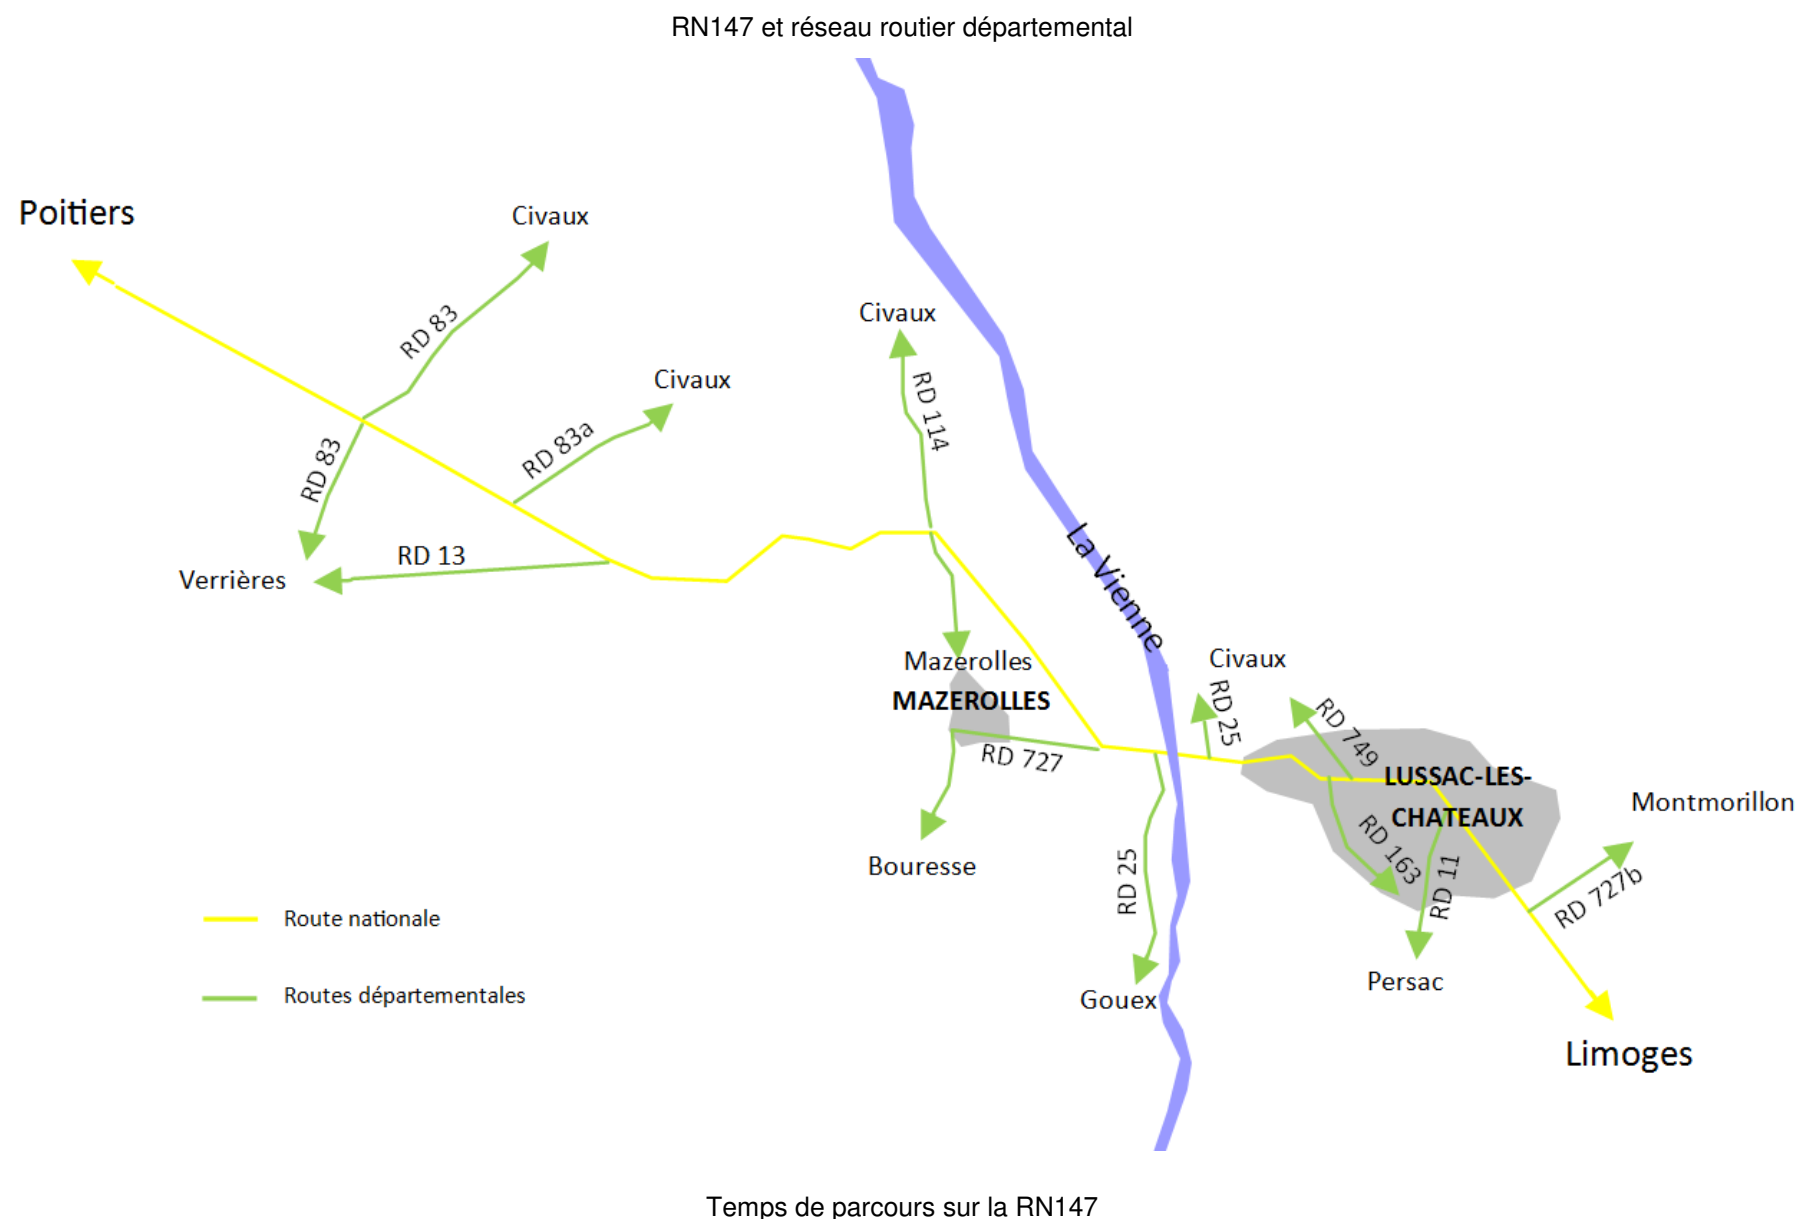 RN147 et réseau routier départemental
Poitiers
Civaux
RD 83
Civaux
RD 83a
RD 83
Civaux
RD 114
RD 13
Verrières
La Vienne
Mazerolles
MAZEROLLES
RD 727
Bouresse
Civaux
RD 25
RD 749
LUSSAC-LES-
CHATEAUX
Montmorillon
RD 163
RD 11
RD 727b
RD 25
Gouex
Persac
Limoges
Route nationale
Routes départementales
Temps de parcours sur la RN147